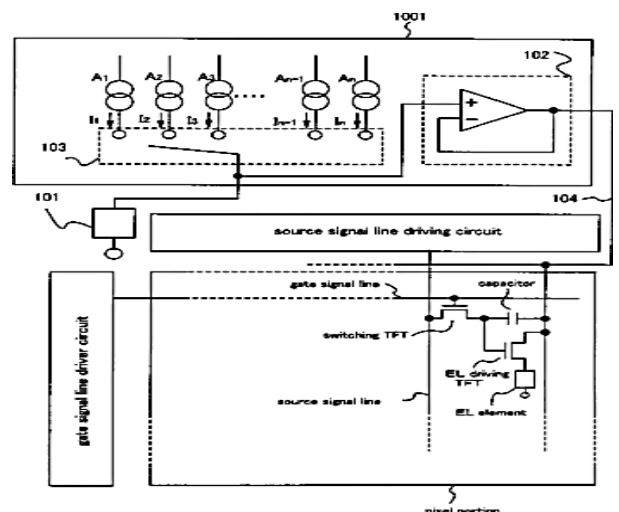 1001
102
A1 A2 A3 An-1 An
I1 I2 I3 In-1 In
103
101
104
source signal line driving circuit
gate signal line
capacitor
switching TFT
EL driving
TFT
source signal line
EL element
gate signal line driver circuit
pixel portion